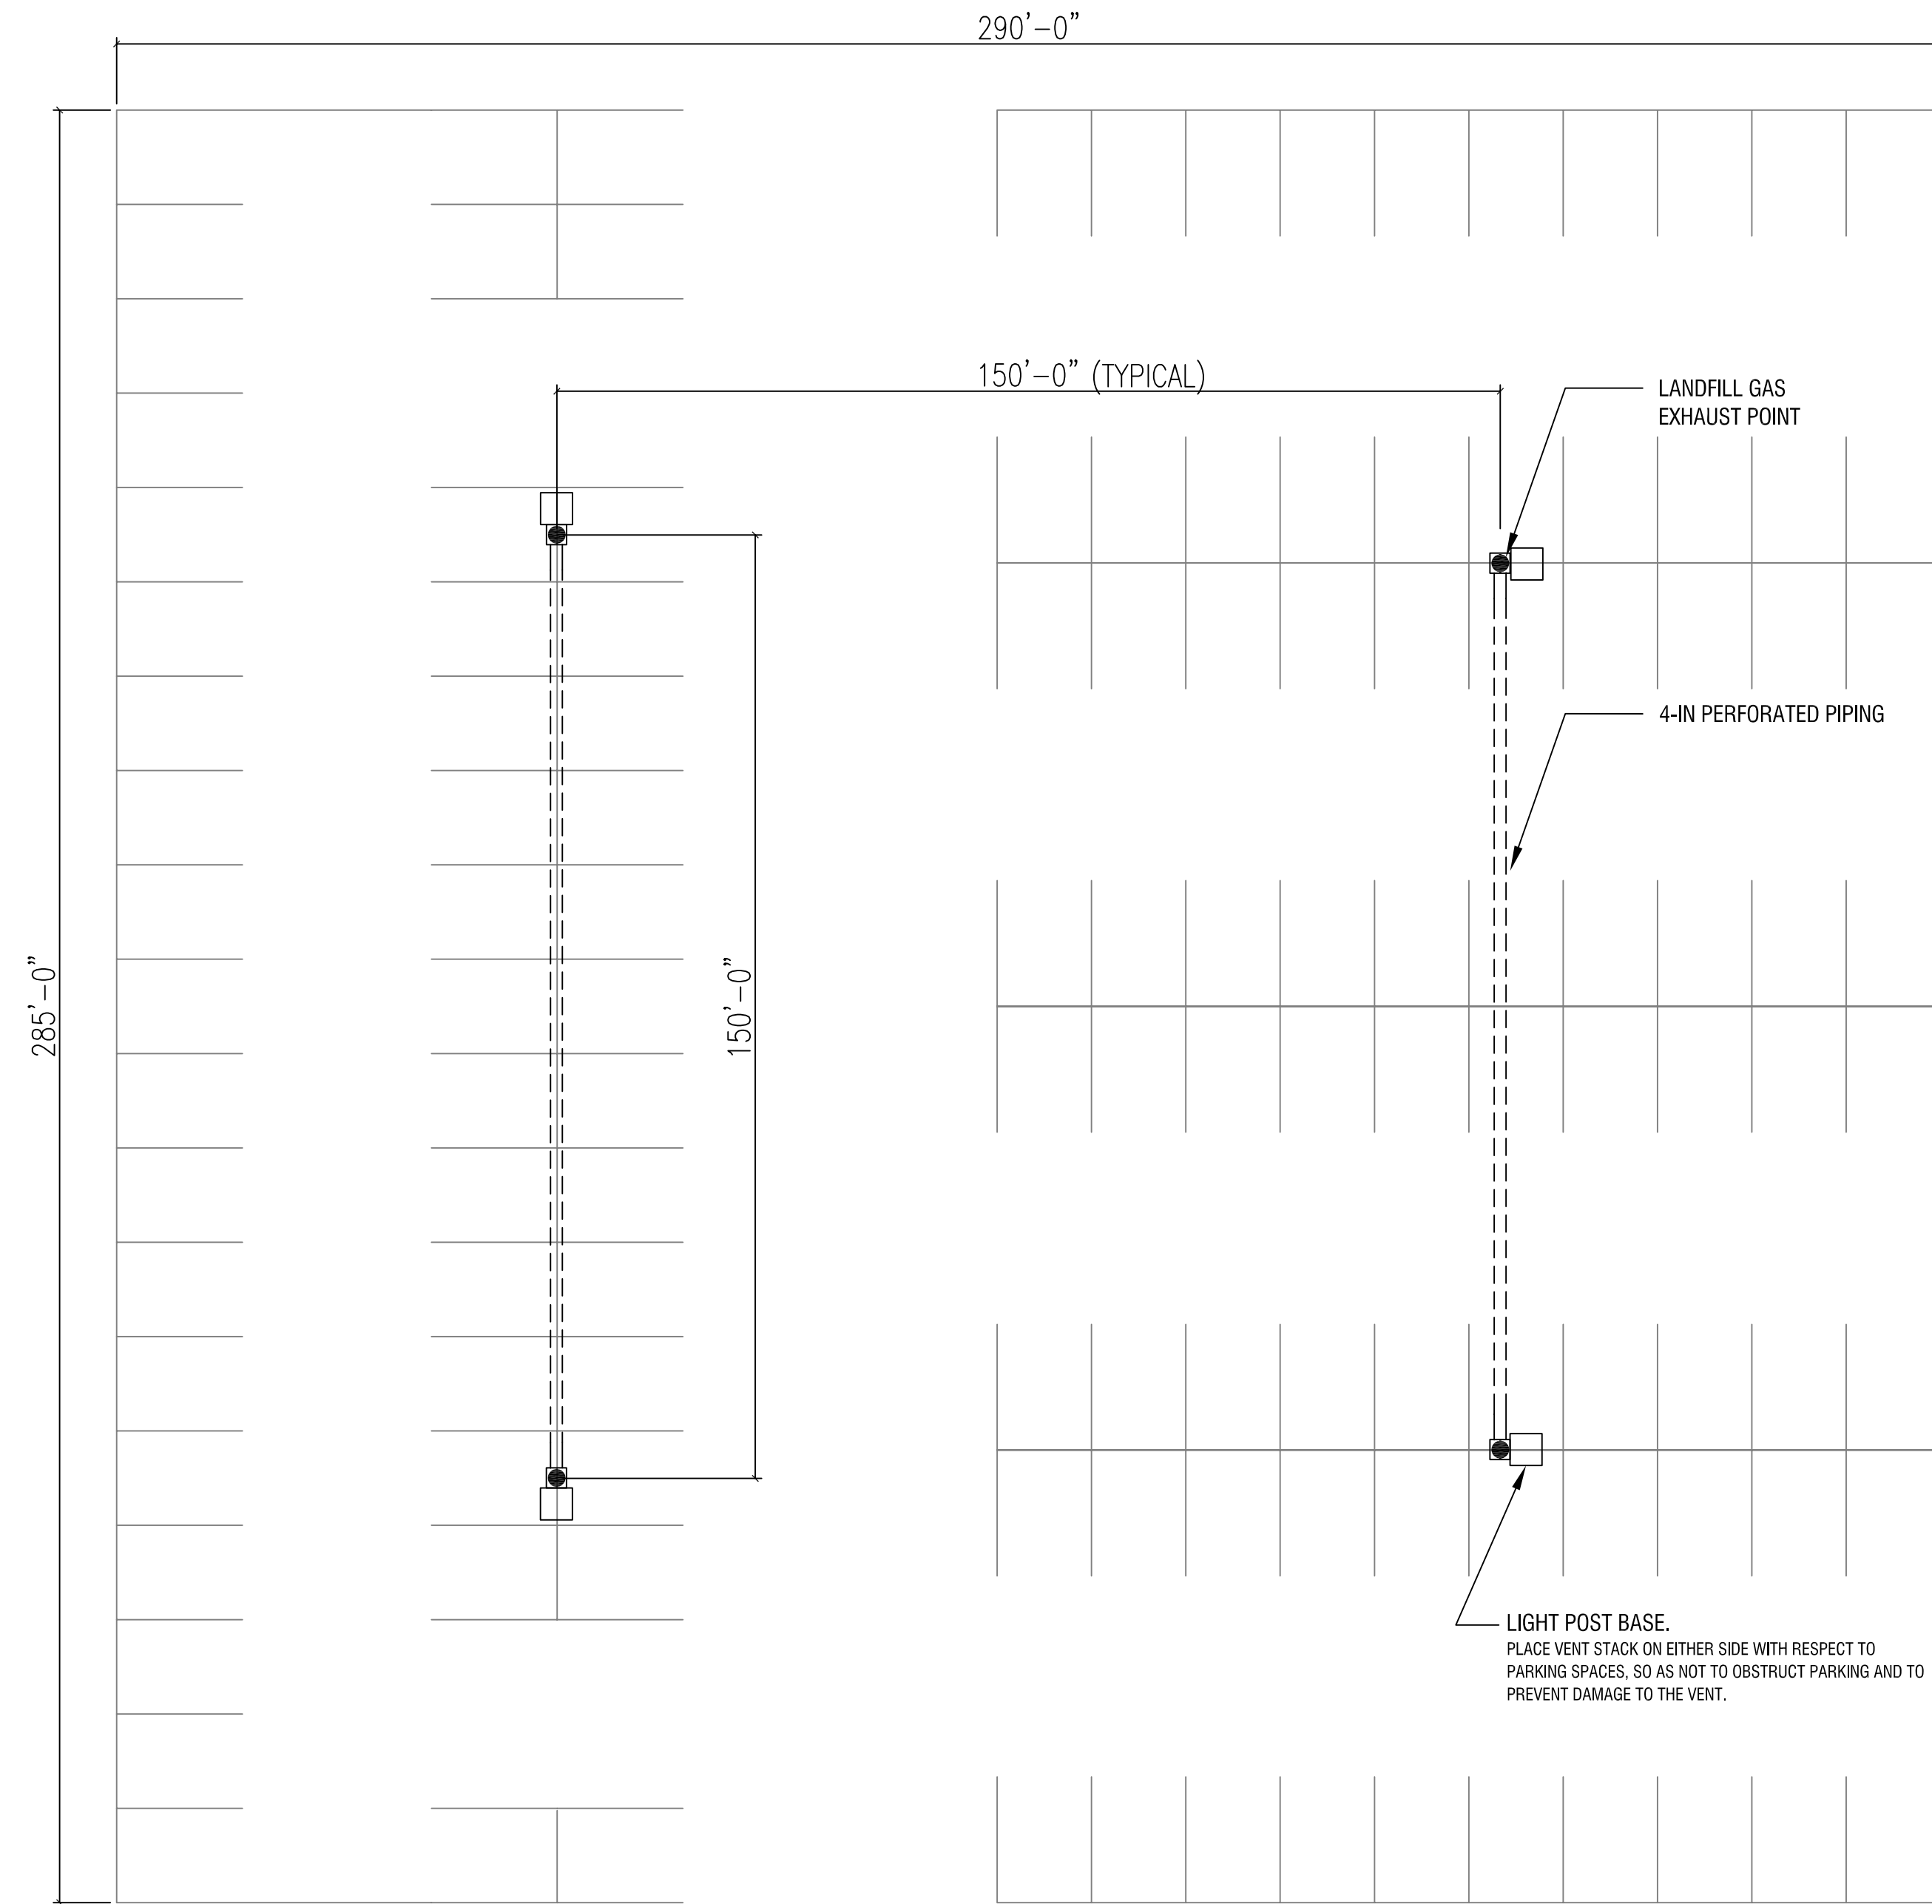 290'-0"
150'-0" (TYPICAL)
LANDFILL GAS
EXHAUST POINT
4-IN PERFORATED PIPING
285'-0"
150'-0"
LIGHT POST BASE.
PLACE VENT STACK ON EITHER SIDE WITH RESPECT TO
PARKING SPACES, SO AS NOT TO OBSTRUCT PARKING AND TO
PREVENT DAMAGE TO THE VENT.